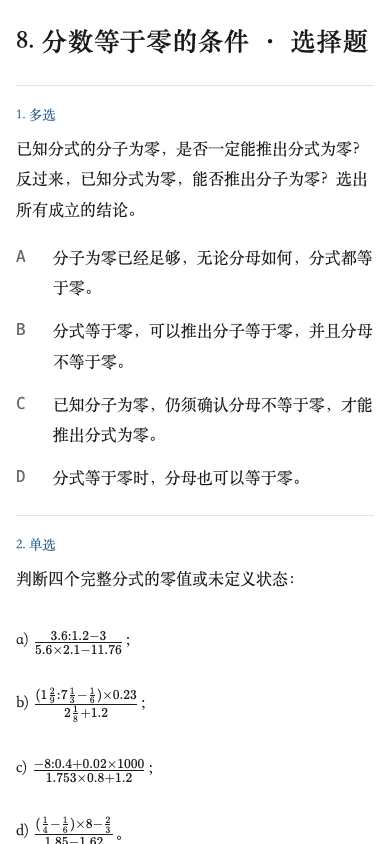 8. 分数等于零的条件 · 选择题
1. 多选
已知分式的分子为零，是否一定能推出分式为零？
反过来，已知分式为零，能否推出分子为零？选出
所有成立的结论。
A 分子为零已经足够，无论分母如何，分式都等
于零。
B 分式等于零，可以推出分子等于零，并且分母
不等于零。
C 已知分子为零，仍须确认分母不等于零，才能
推出分式为零。
D 分式等于零时，分母也可以等于零。
2. 单选
判断四个完整分式的零值或未定义状态：
a) \frac{3.6:1.2-3}{5.6×2.1-11.76}；
b) \frac{(1\frac{2}{9}:7\frac{1}{3}-\frac{1}{6})×0.23}{2\frac{1}{8}+1.2}；
c) \frac{-8:0.4+0.02×1000}{1.753×0.8+1.2}；
d) \frac{(\frac{1}{4}-\frac{1}{6})×8-\frac{2}{3}}{1.85-1.62}。